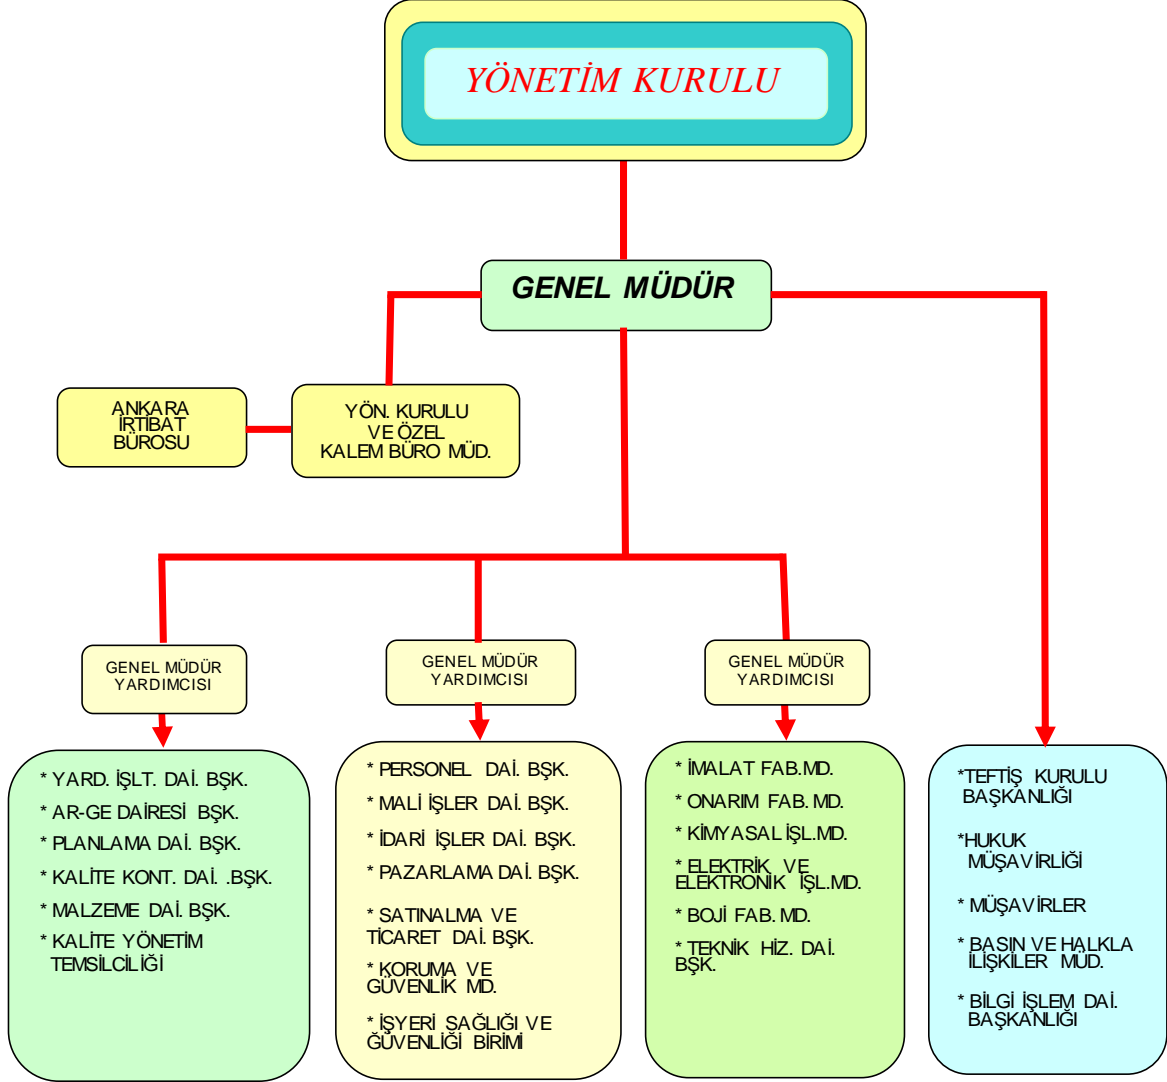 YÖNETİM KURULU
GENEL MÜDÜR
ANKARA
İRTİBAT
BÜROSU
YÖN. KURULU
VE ÖZEL
KALEM BÜRO MÜD.
GENEL MÜDÜR
YARDIMCISI
GENEL MÜDÜR
YARDIMCISI
GENEL MÜDÜR
YARDIMCISI
* YARD. İŞLT. DAİ. BŞK.
* AR-GE DAİRESİ BŞK.
* PLANLAMA DAİ. BŞK.
* KALİTE KONT. DAİ. .BŞK.
* MALZEME DAİ. BŞK.
* KALİTE YÖNETİM
TEMSİLCİLİĞİ
* PERSONEL DAİ. BŞK.
* MALİ İŞLER DAİ. BŞK.
* İDARİ İŞLER DAİ. BŞK.
* PAZARLAMA DAİ. BŞK.
* SATINALMA VE
TİCARET DAİ. BŞK.
* KORUMA VE
GÜVENLİK MD.
* İŞYERİ SAĞLIĞI VE
ĞÜVENLİĞİ BİRİMİ
* İMALAT FAB.MD.
* ONARIM FAB. MD.
* KİMYASAL İŞL.MD.
* ELEKTRİK VE
ELEKTRONİK İŞL.MD.
* BOJİ FAB. MD.
* TEKNİK HİZ. DAİ.
BŞK.
*TEFTİŞ KURULU
BAŞKANLIĞI
*HUKUK
MÜŞAVİRLİĞİ
* MÜŞAVİRLER
* BASIN VE HALKLA
İLİŞKİLER MÜD.
* BİLGİ İŞLEM DAİ.
BAŞKANLIĞI